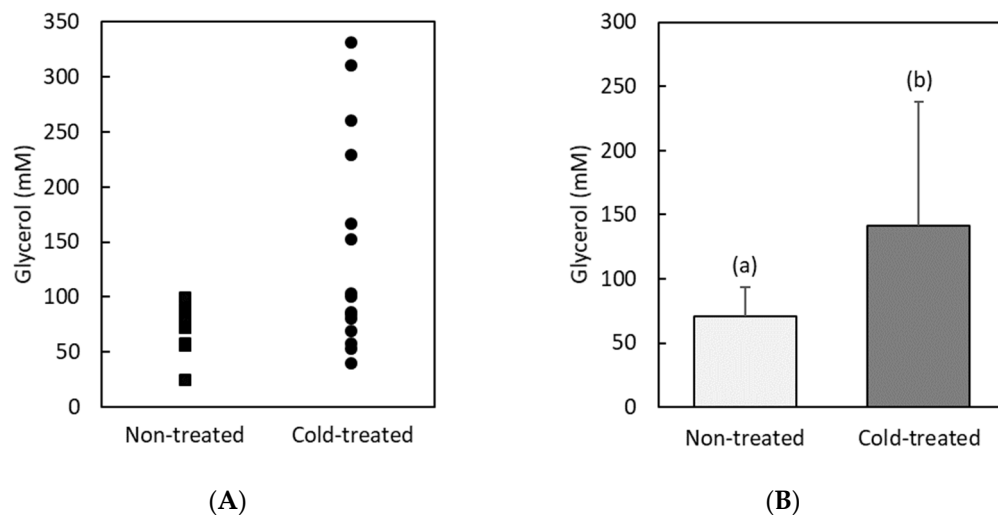 350
300
250
200
150
100
50
0
Glycerol (mM)
Non-treated
Cold-treated
(A)
300
250
200
150
100
50
0
Glycerol (mM)
(a)
(b)
Non-treated
Cold-treated
(B)